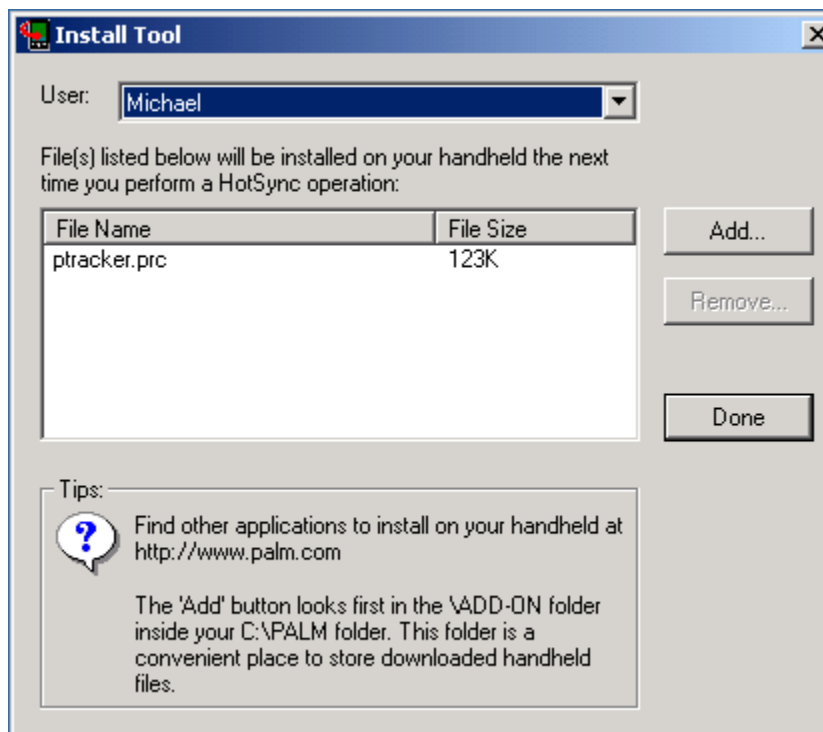 Install Tool
User:
Michael
File(s) listed below will be installed on your handheld the next
time you perform a HotSync operation:
File Name File Size
ptracker.prc 123K
Add...
Remove...
Done
Tips:
Find other applications to install on your handheld at
http://www.palm.com
The 'Add' button looks first in the \ADD-ON folder
inside your C:\PALM folder. This folder is a
convenient place to store downloaded handheld
files.